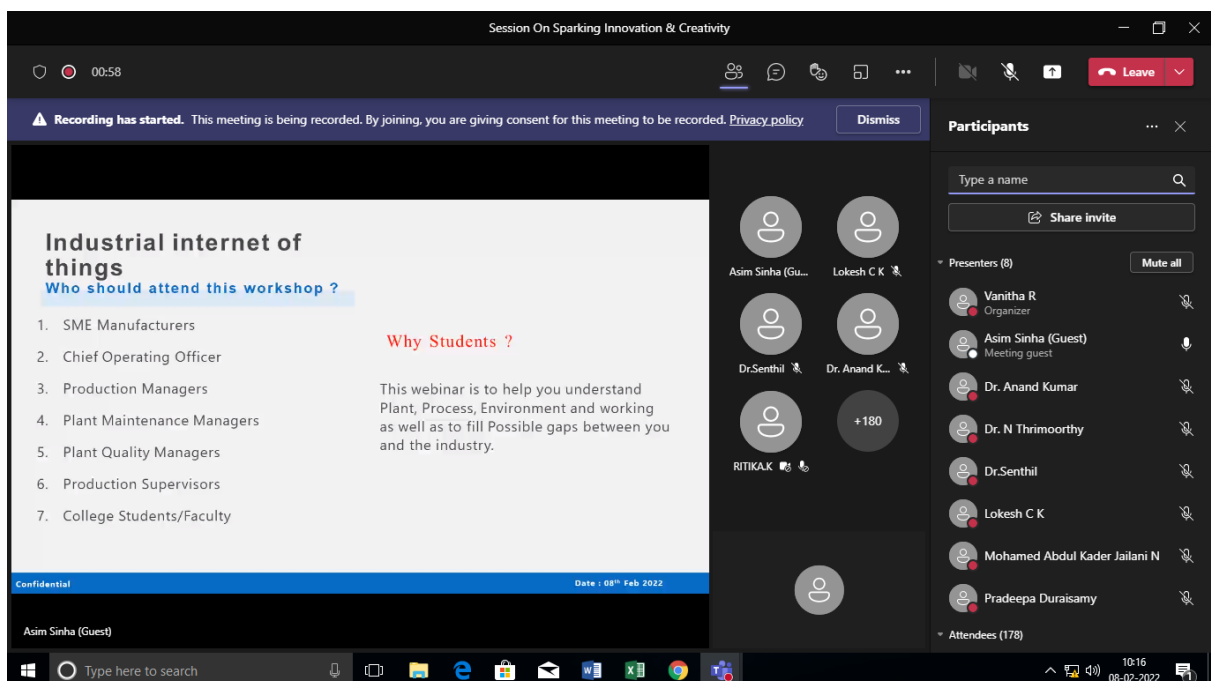 Session On Sparking Innovation & Creativity
00:58
Leave
Recording has started. This meeting is being recorded. By joining, you are giving consent for this meeting to be recorded. Privacy policy
Dismiss
Industrial internet of
things
Who should attend this workshop ?
1. SME Manufacturers
2. Chief Operating Officer
3. Production Managers
4. Plant Maintenance Managers
5. Plant Quality Managers
6. Production Supervisors
7. College Students/Faculty
Why Students ?
This webinar is to help you understand
Plant, Process, Environment and working
as well as to fill Possible gaps between you
and the industry.
Confidential
Date : 08th Feb 2022
Asim Sinha (Guest)
Asim Sinha (Gu...
Lokesh C K
Dr.Senthil
Dr. Anand K...
RITIKA.K
+180
Participants
Type a name
Share invite
Presenters (8)
Mute all
Vanitha R
Organizer
Asim Sinha (Guest)
Meeting guest
Dr. Anand Kumar
Dr. N Thrimoorthy
Dr.Senthil
Lokesh C K
Mohamed Abdul Kader Jailani N
Pradeepa Duraisamy
Attendees (178)
Type here to search
10:16
08-02-2022